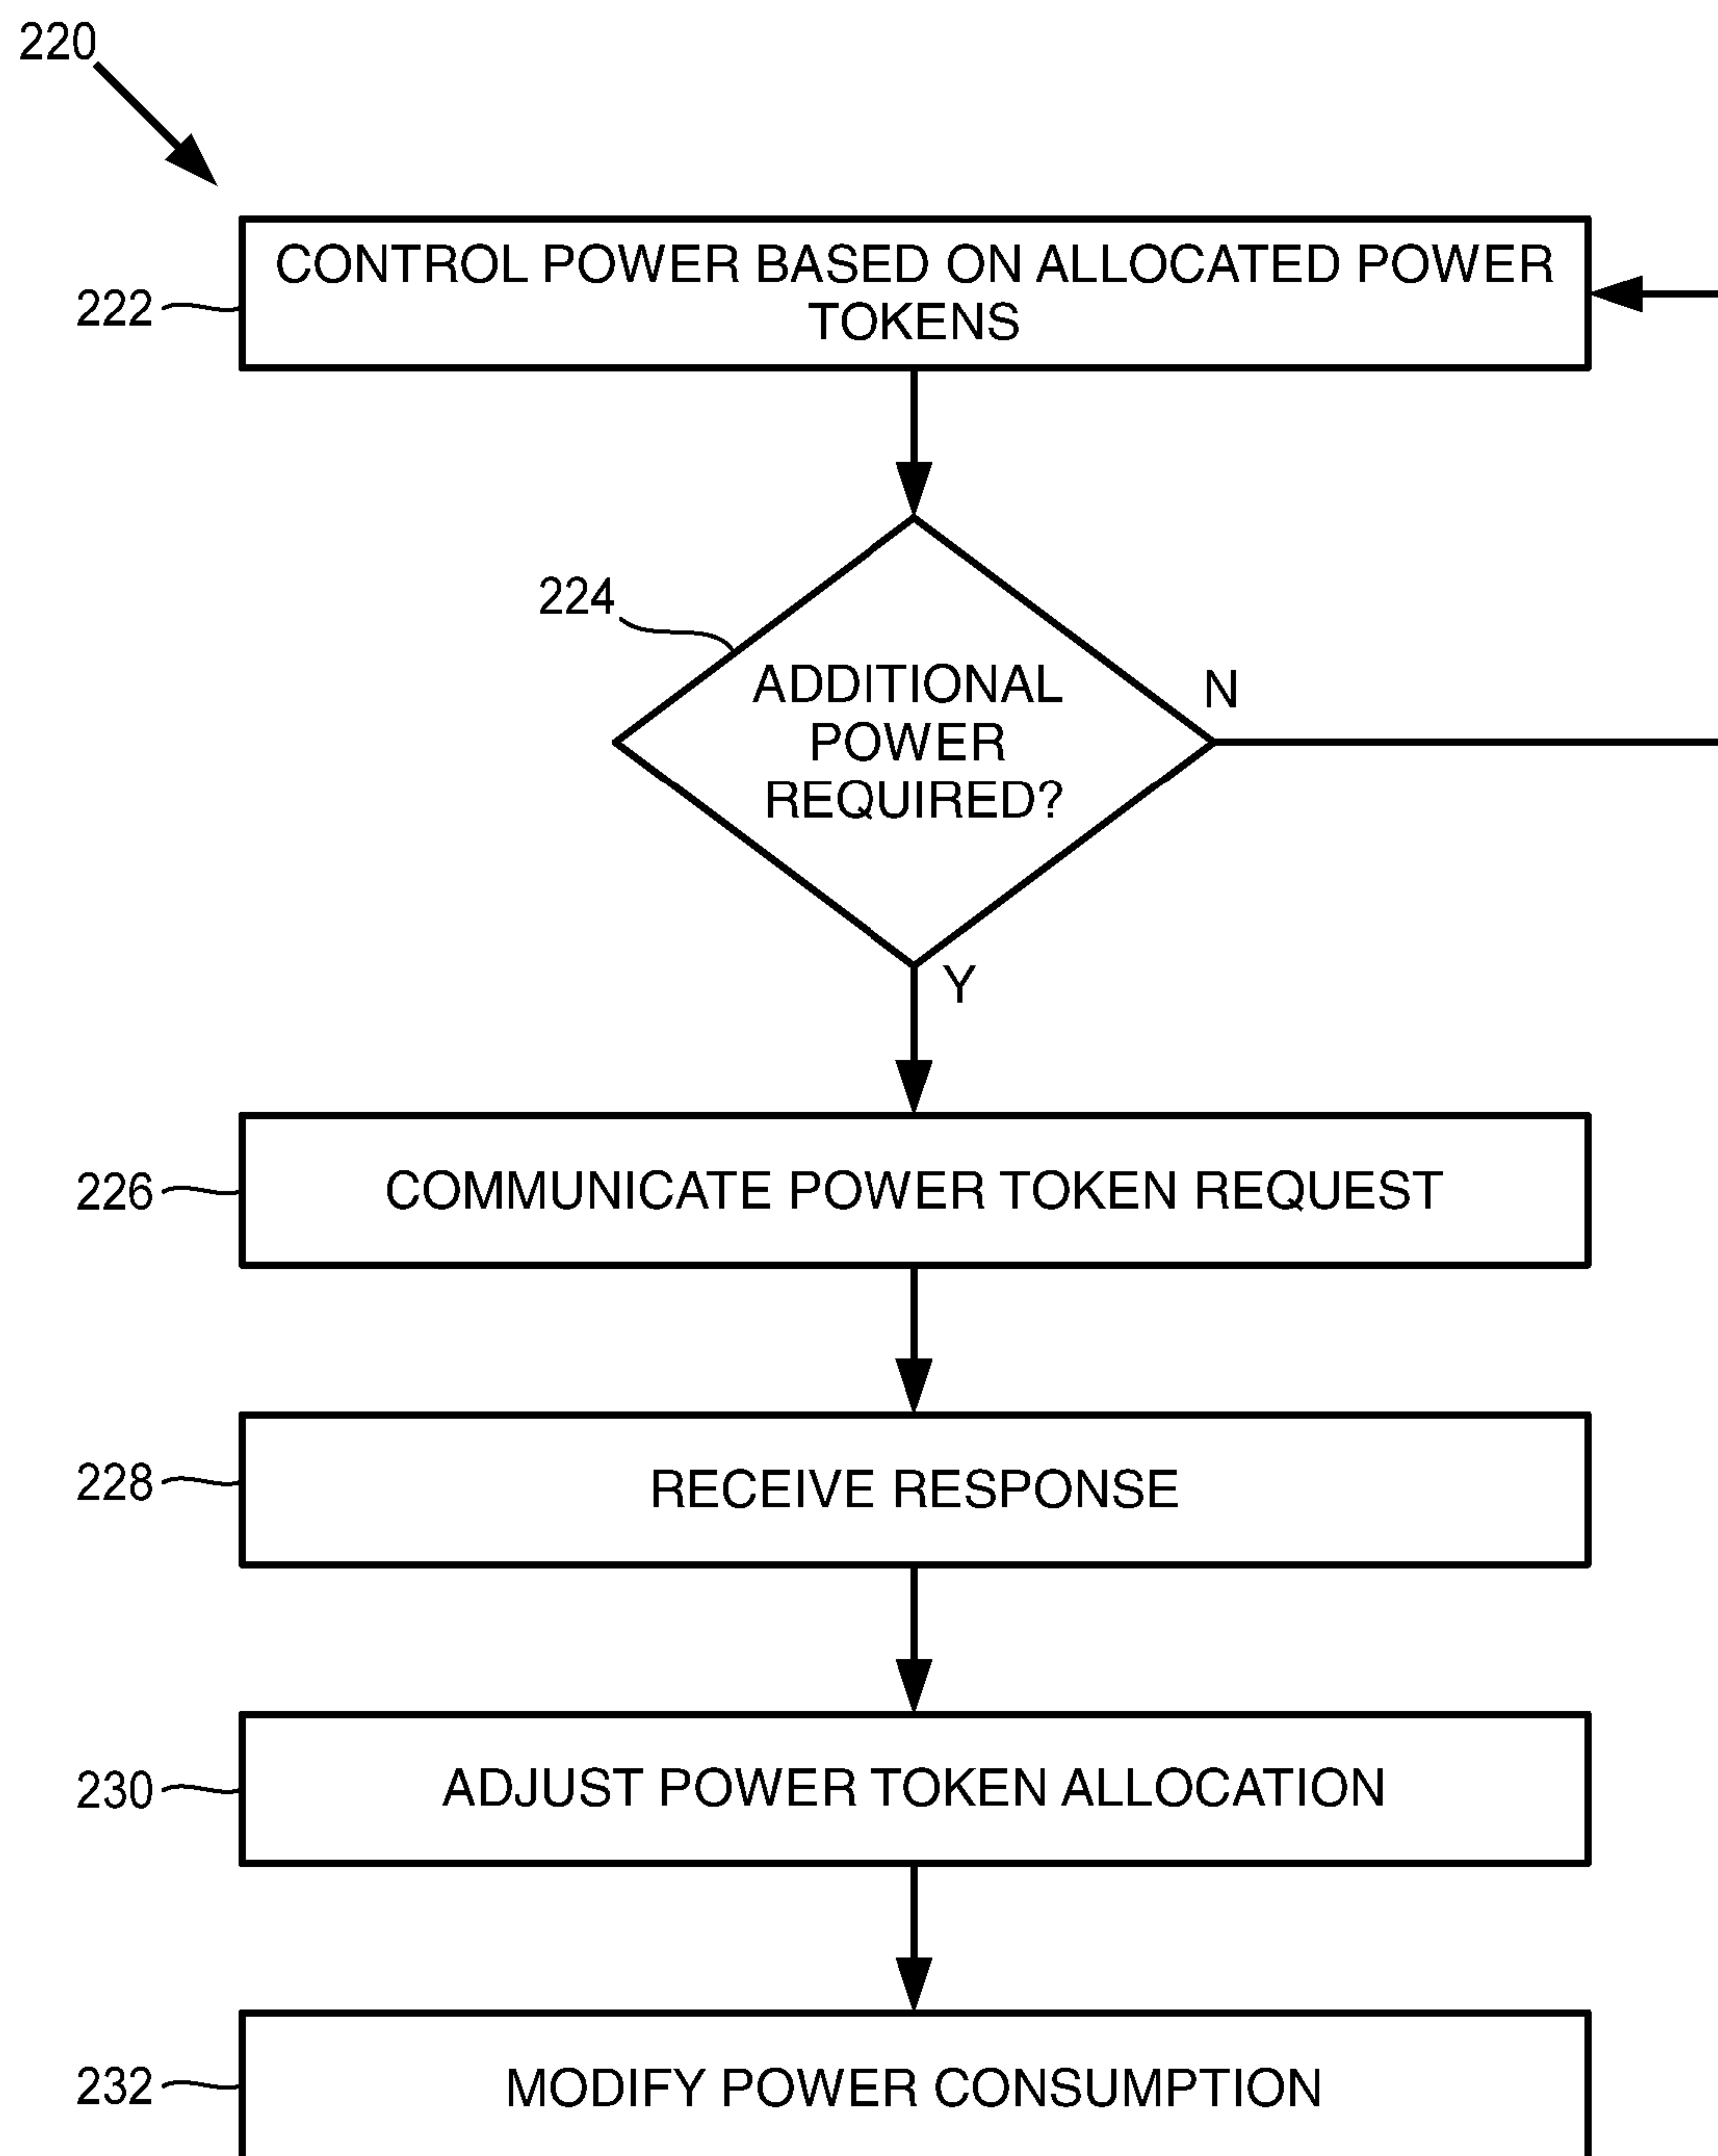 220
CONTROL POWER BASED ON ALLOCATED POWER
TOKENS
222
224
ADDITIONAL
POWER
REQUIRED?
N
Y
226
COMMUNICATE POWER TOKEN REQUEST
228
RECEIVE RESPONSE
230
ADJUST POWER TOKEN ALLOCATION
232
MODIFY POWER CONSUMPTION